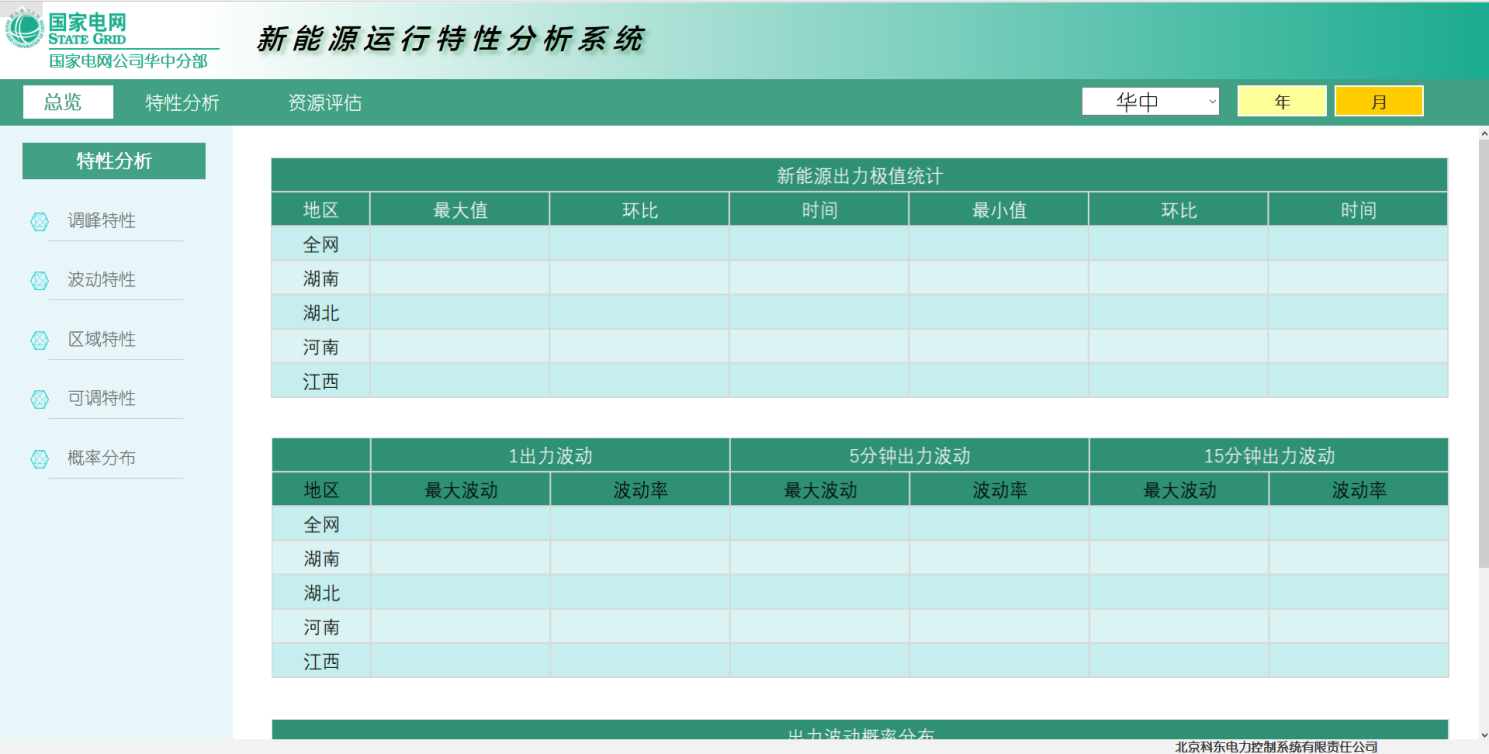 国家电网
STATE GRID
国家电网公司华中分部
新能源运行特性分析系统
总览 特性分析 资源评估 华中 年 月
特性分析
调峰特性
波动特性
区域特性
可调特性
概率分布
新能源出力极值统计
地区 最大值 环比 时间 最小值 环比 时间
全网
湖南
湖北
河南
江西
1出力波动 5分钟出力波动 15分钟出力波动
地区 最大波动 波动率 最大波动 波动率 最大波动 波动率
全网
湖南
湖北
河南
江西
出力波动概率分布
北京科东电力控制系统有限责任公司